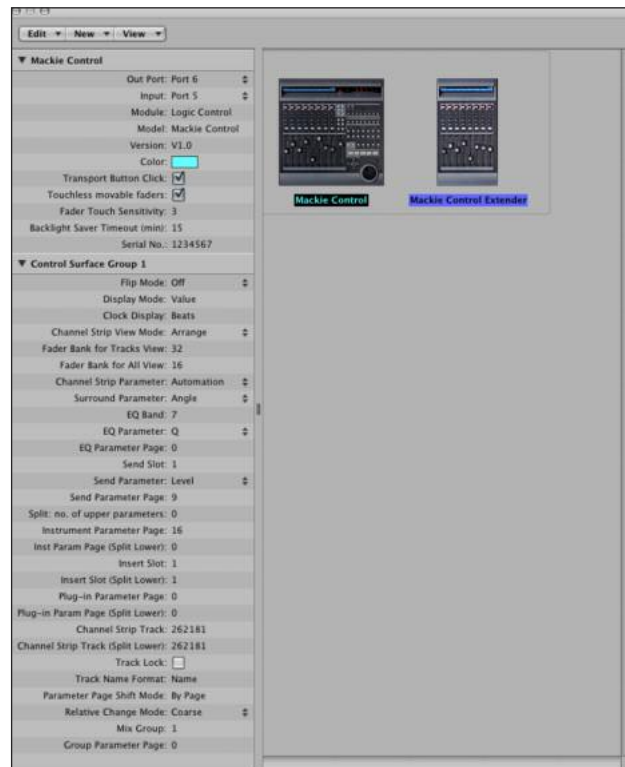 Edit New View
Mackie Control
Out Port: Port 6
Input: Port 5
Module: Logic Control
Model: Mackie Control
Version: V1.0
Color:
Transport Button Click:
Touchless movable faders:
Fader Touch Sensitivity: 3
Backlight Saver Timeout (min): 15
Serial No.: 1234567
Control Surface Group 1
Flip Mode: Off
Display Mode: Value
Clock Display: Beats
Channel Strip View Mode: Arrange
Fader Bank for Tracks View: 32
Fader Bank for All View: 16
Channel Strip Parameter: Automation
Surround Parameter: Angle
EQ Band: 7
EQ Parameter: Q
EQ Parameter Page: 0
Send Slot: 1
Send Parameter: Level
Send Parameter Page: 9
Split: no. of upper parameters: 0
Instrument Parameter Page: 16
Inst Param Page (Split Lower): 0
Insert Slot: 1
Insert Slot (Split Lower): 1
Plug-in Parameter Page: 0
Plug-in Param Page (Split Lower): 0
Channel Strip Track: 262181
Channel Strip Track (Split Lower): 262181
Track Lock:
Track Name Format: Name
Parameter Page Shift Mode: By Page
Relative Change Mode: Coarse
Mix Group: 1
Group Parameter Page: 0
Mackie Control
Mackie Control Extender